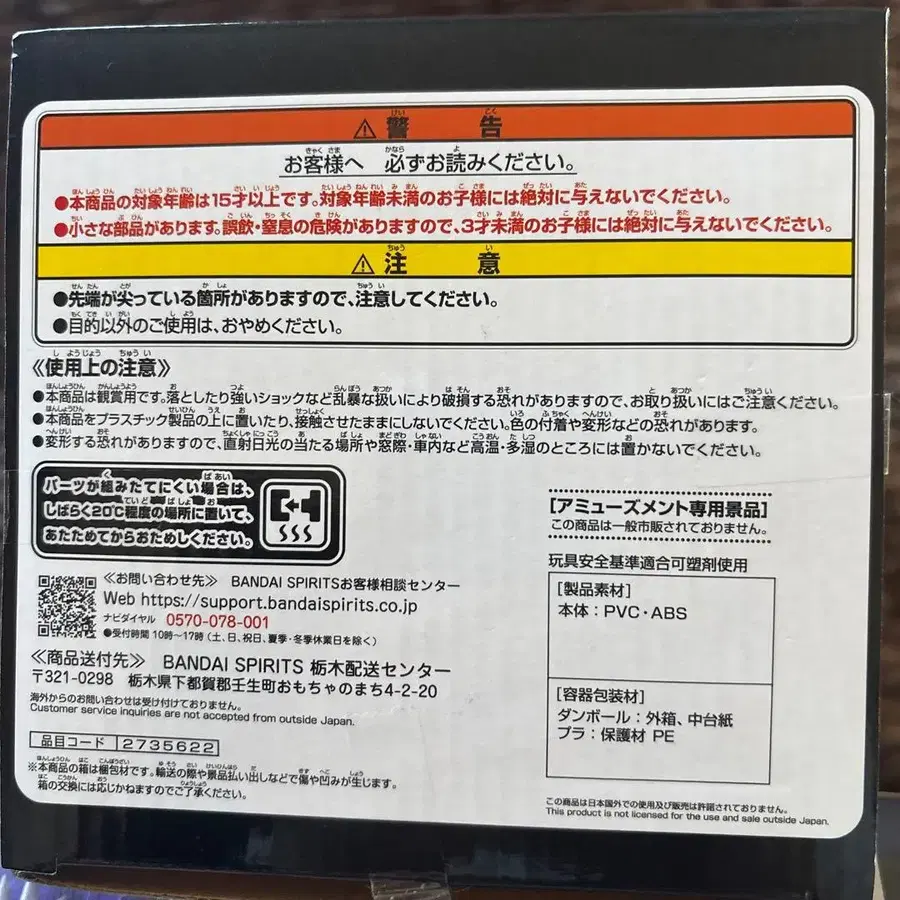 ⚠警告
お客様へ 必ずお読みください。
●本商品の対象年齢は15才以上です。対象年齢未満のお子様には絶対に与えないでください。
●小さな部品があります。誤飲・窒息の危険がありますので、3才未満のお子様には絶対に与えないでください。
⚠注意
●先端が尖っている箇所がありますので、注意してください。
●目的以外のご使用は、おやめください。
《使用上の注意》
●本商品は観賞用です。落としたり強いショックなど乱暴な扱いにより破損する恐れがありますので、お取り扱いにはご注意ください。
●本商品をプラスチック製品の上に置いたり、接触させたままにしないでください。色の付着や変形などの恐れがあります。
●変形する恐れがありますので、直射日光の当たる場所や窓際・車内など高温・多湿のところには置かないでください。
パーツが組みたてにくい場合は、
しばらく20℃程度の場所に置いて、
あたためてからおためしください。
≪お問い合わせ先≫ BANDAI SPIRITSお客様相談センター
Web https://support.bandaispirits.co.jp
ナビダイヤル 0570-078-001
●受付時間 10時〜17時 (土、日、祝日、夏季・冬季休業日を除く)
≪商品送付先≫ BANDAI SPIRITS 栃木配送センター
〒321-0298 栃木県下都賀郡壬生町おもちゃのまち4-2-20
海外からのお問い合わせは受け付けておりません。
Customer service inquiries are not accepted from outside Japan.
品目コード 2735622
※本商品の箱は梱包材です。輸送の際や景品払い出しなどで傷や凹みが生じます。
箱の交換には応じかねますのでご了承ください。
[アミューズメント専用景品]
この商品は一般市販されておりません。
玩具安全基準適合可塑剤使用
[製品素材]
本体：PVC・ABS
[容器包装材]
ダンボール：外箱、中台紙
プラ：保護材 PE
この商品は日本国外での使用及び販売は許諾されておりません。
This product is not licensed for the use and sale outside Japan.